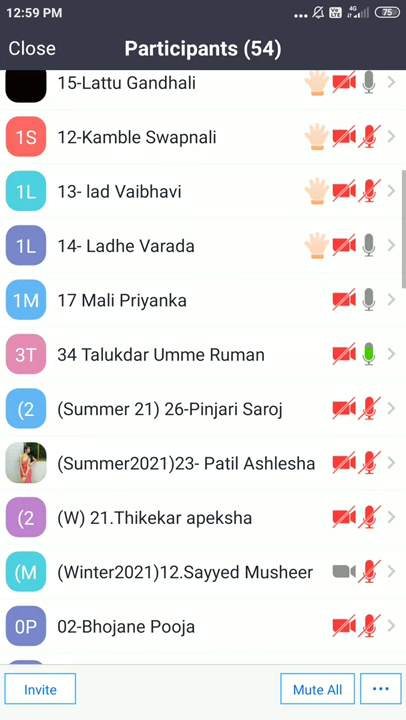 12:59 PM
4G
VoLTE
75
Close
Participants (54)
15-Lattu Gandhali
1S
12-Kamble Swapnali
1L
13- lad Vaibhavi
1L
14- Ladhe Varada
1M
17 Mali Priyanka
3T
34 Talukdar Umme Ruman
(2
(Summer 21) 26-Pinjari Saroj
(Summer2021)23- Patil Ashlesha
(2
(W) 21.Thikekar apeksha
(M
(Winter2021)12.Sayyed Musheer
0P
02-Bhojane Pooja
Invite
Mute All